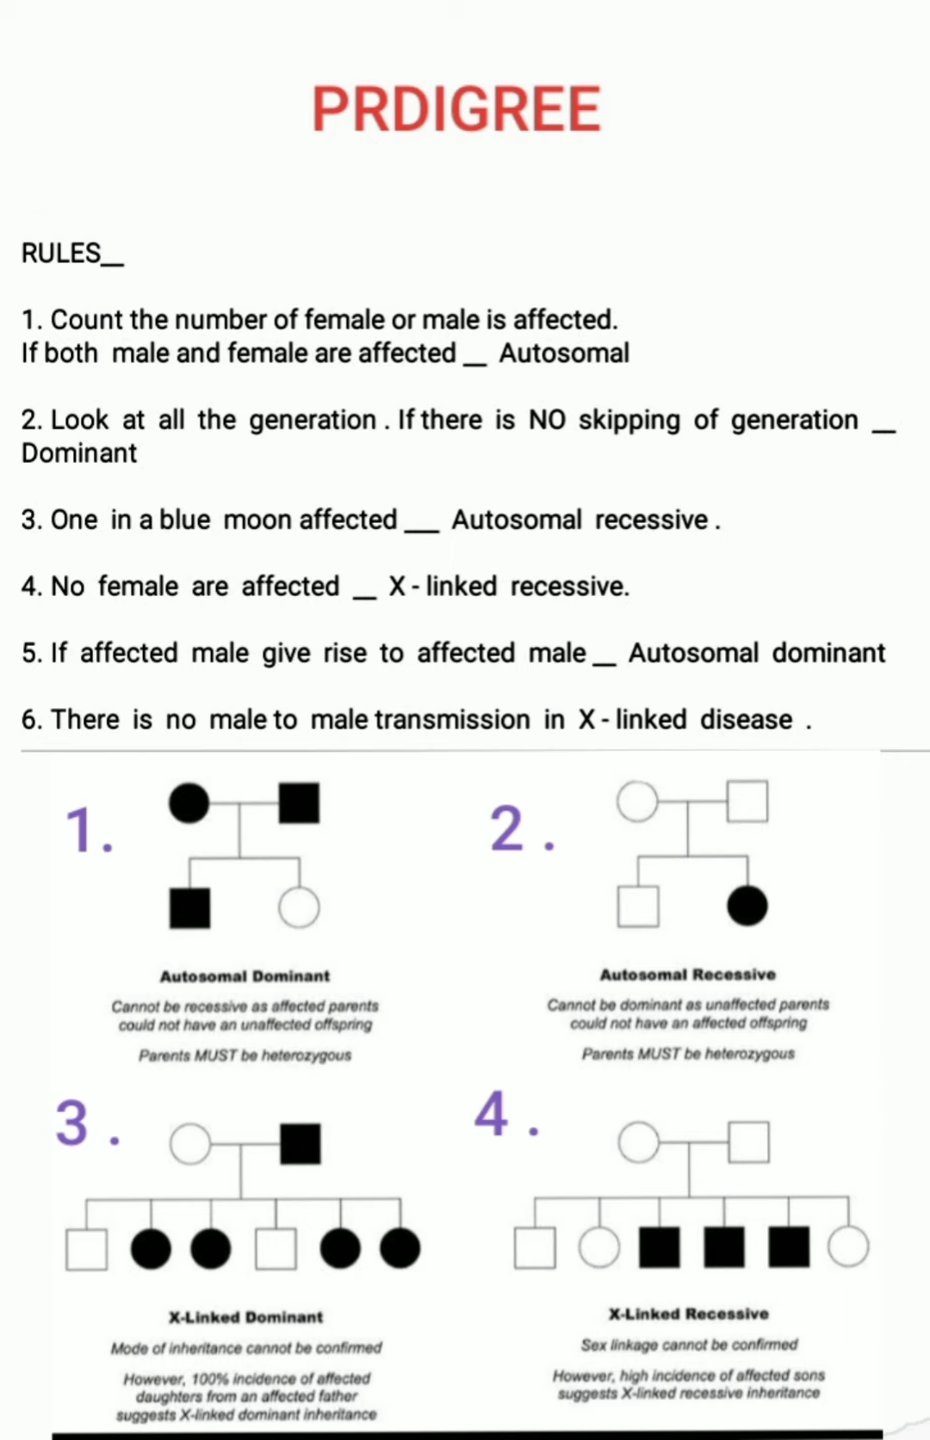 PRDIGREE
RULES__
1. Count the number of female or male is affected.
If both male and female are affected __ Autosomal
2. Look at all the generation . If there is NO skipping of generation __
Dominant
3. One in a blue moon affected ___ Autosomal recessive .
4. No female are affected __ X - linked recessive.
5. If affected male give rise to affected male __ Autosomal dominant
6. There is no male to male transmission in X - linked disease .
1.
Autosomal Dominant
Cannot be recessive as affected parents
could not have an unaffected offspring
Parents MUST be heterozygous
2 .
Autosomal Recessive
Cannot be dominant as unaffected parents
could not have an affected offspring
Parents MUST be heterozygous
3 .
X-Linked Dominant
Mode of inheritance cannot be confirmed
However, 100% incidence of affected
daughters from an affected father
suggests X-linked dominant inheritance
4 .
X-Linked Recessive
Sex linkage cannot be confirmed
However, high incidence of affected sons
suggests X-linked recessive inheritance